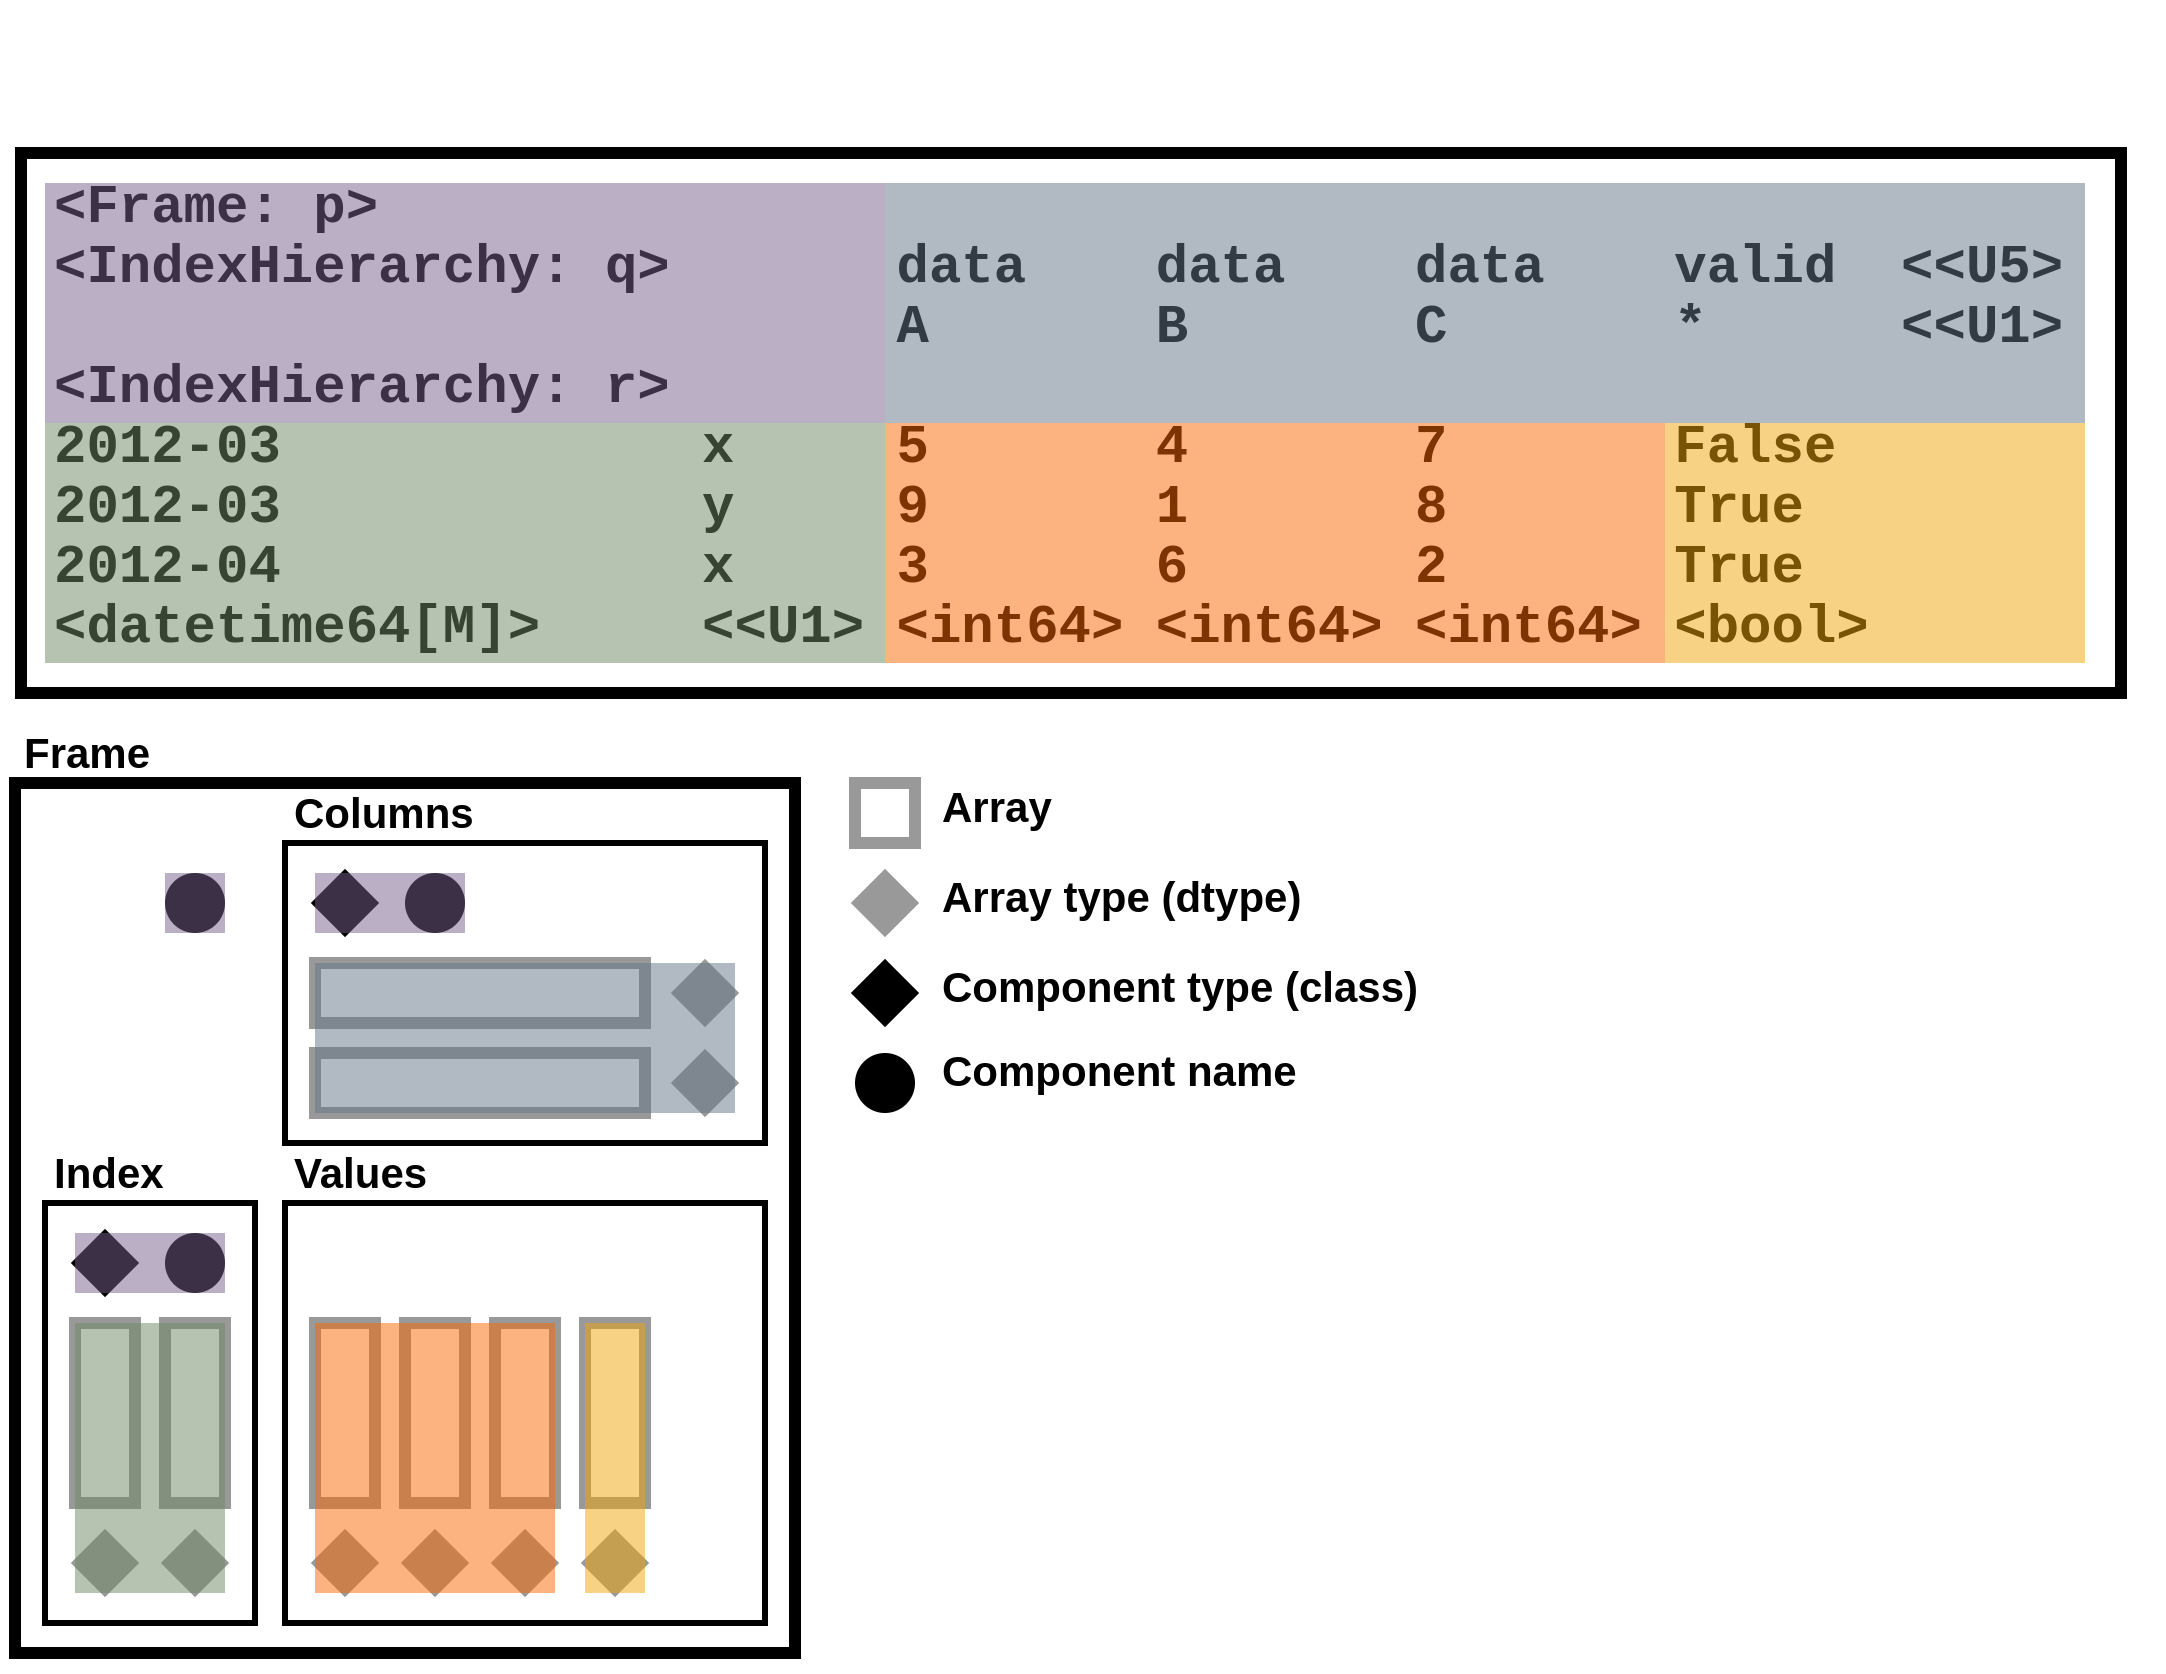 <Frame: p>
<IndexHierarchy: q> data data data valid <<U5>
A B C * <<U1>
<IndexHierarchy: r>
2012-03 x 5 4 7 False
2012-03 y 9 1 8 True
2012-04 x 3 6 2 True
<datetime64[M]> <<U1> <int64> <int64> <int64> <bool>
Frame
Columns
Array
Array type (dtype)
Component type (class)
Component name
Index
Values